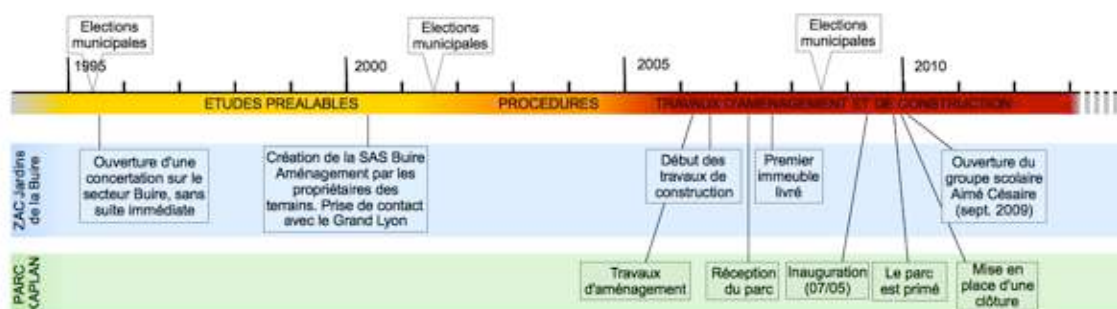 Elections
municipales
Elections
municipales
Elections
municipales
1995
2000
2005
2010
ETUDES PREALABLES
PROCEDURES
TRAVAUX D'AMENAGEMENT ET DE CONSTRUCTION
ZAC Jardins
de la Buire
Ouverture d'une
concertation sur le
secteur Buire, sans
suite immédiate
Création de la SAS Buire
Aménagement par les
propriétaires des
terrains. Prise de contact
avec le Grand Lyon
Début des
travaux de
construction
Premier
immeuble
livré
Ouverture du
groupe scolaire
Aimé Césaire
(sept. 2009)
PARC
KAPLAN
Travaux
d'aménagement
Réception
du parc
Inauguration
(07/05)
Le parc
est primé
Mise en
place d'une
clôture